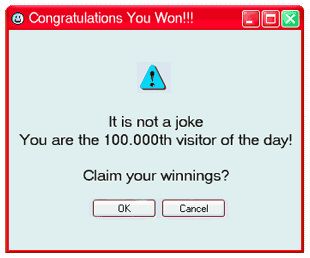 Congratulations You Won!!!
It is not a joke
You are the 100.000th visitor of the day!
Claim your winnings?
OK
Cancel